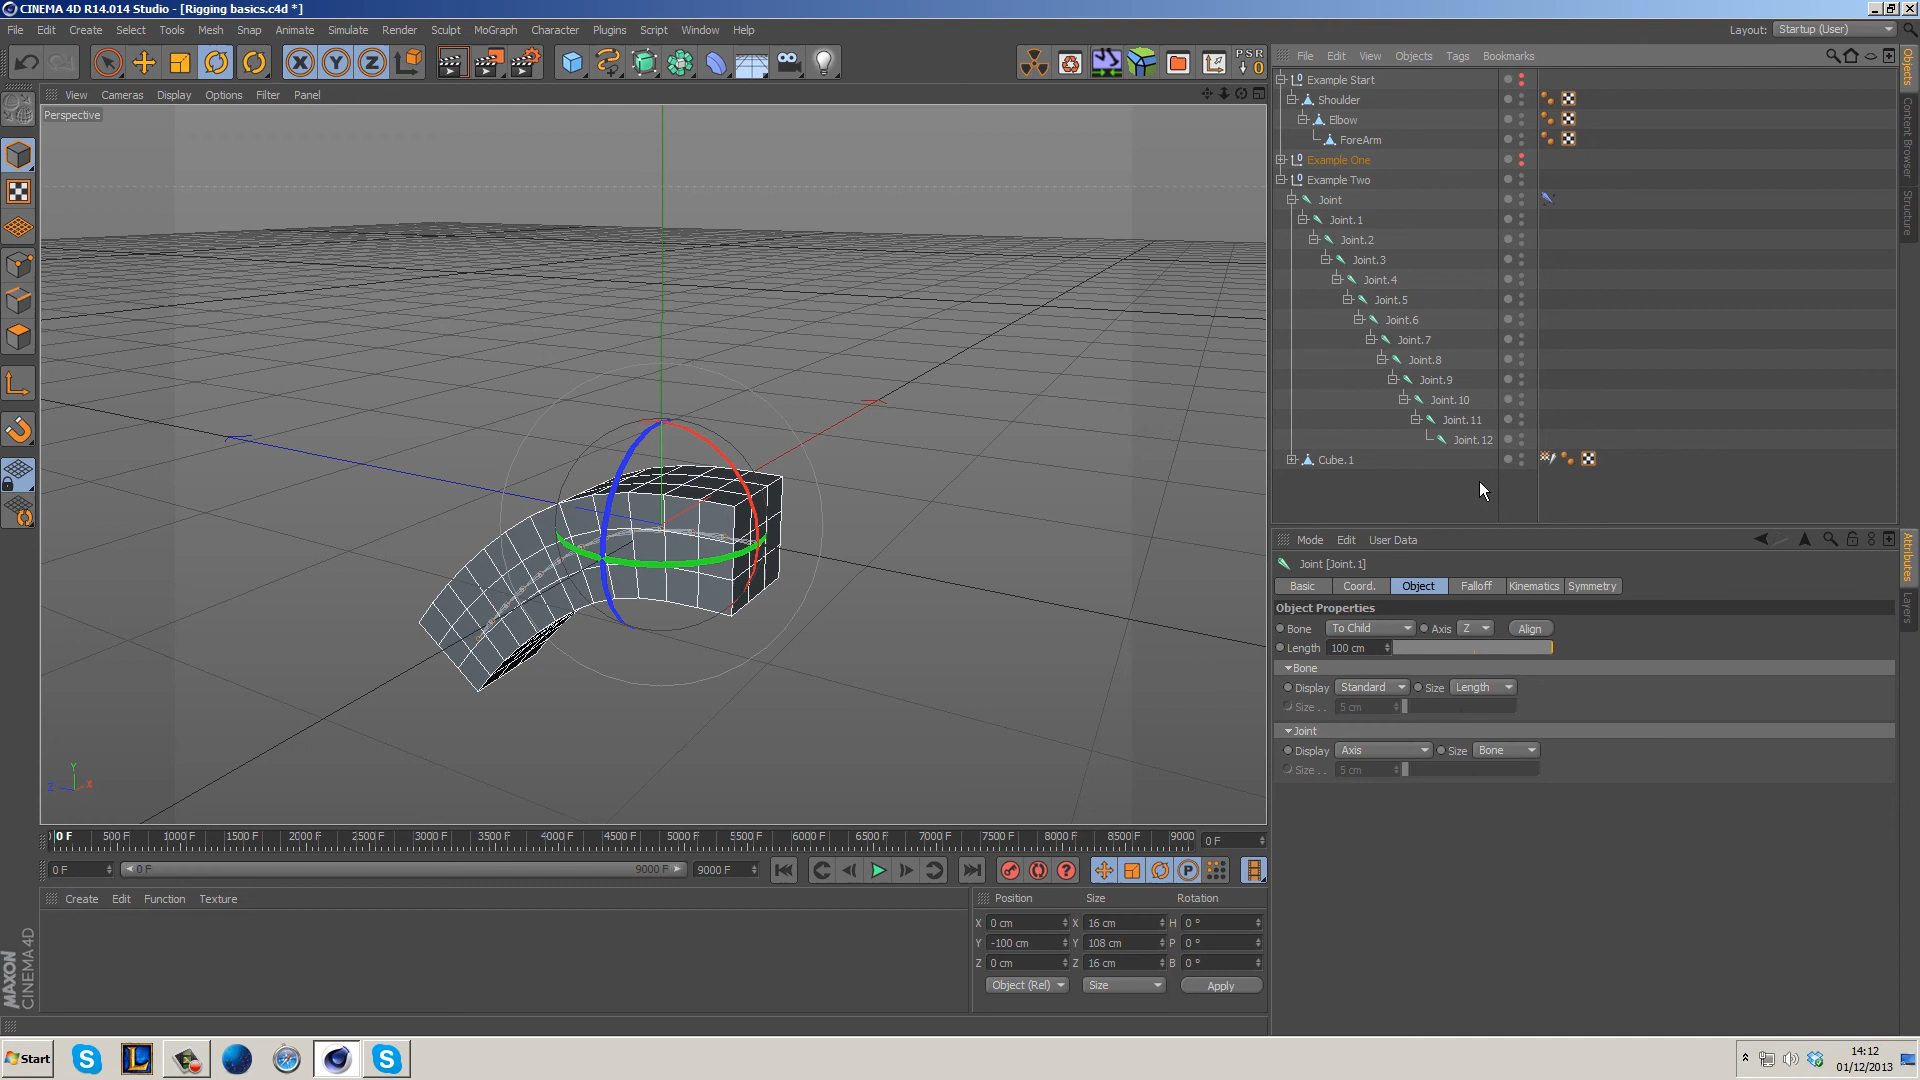 CINEMA 4D R14.014 Studio - [Rigging basics.c4d *]
File Edit Create Select Tools Mesh Snap Animate Simulate Render Sculpt MoGraph Character Plugins Script Window Help
Layout: Startup (User)
X Y Z
PSR
0
File Edit View Objects Tags Bookmarks
View Cameras Display Options Filter Panel
Perspective
Example Start
Shoulder
Elbow
ForeArm
Example One
Example Two
Joint
Joint.1
Joint.2
Joint.3
Joint.4
Joint.5
Joint.6
Joint.7
Joint.8
Joint.9
Joint.10
Joint.11
Joint.12
Cube.1
Objects
Content Browser
Structure
Mode Edit User Data
Joint [Joint.1]
Basic Coord. Object Falloff Kinematics Symmetry
Object Properties
Bone To Child Axis Z Align
Length 100 cm
Bone
Display Standard Size Length
Size . . 5 cm
Joint
Display Axis Size Bone
Size . . 5 cm
Attributes
Layers
Y
Z X
0 F 500 F 1000 F 1500 F 2000 F 2500 F 3000 F 3500 F 4000 F 4500 F 5000 F 5500 F 6000 F 6500 F 7000 F 7500 F 8000 F 8500 F 9000 0 F
0 F 0 F 9000 F 9000 F
P
Create Edit Function Texture
Position Size Rotation
X 0 cm X 16 cm H 0 °
Y -100 cm Y 108 cm P 0 °
Z 0 cm Z 16 cm B 0 °
Object (Rel) Size Apply
MAXON
CINEMA 4D
Start
14:12
01/12/2013